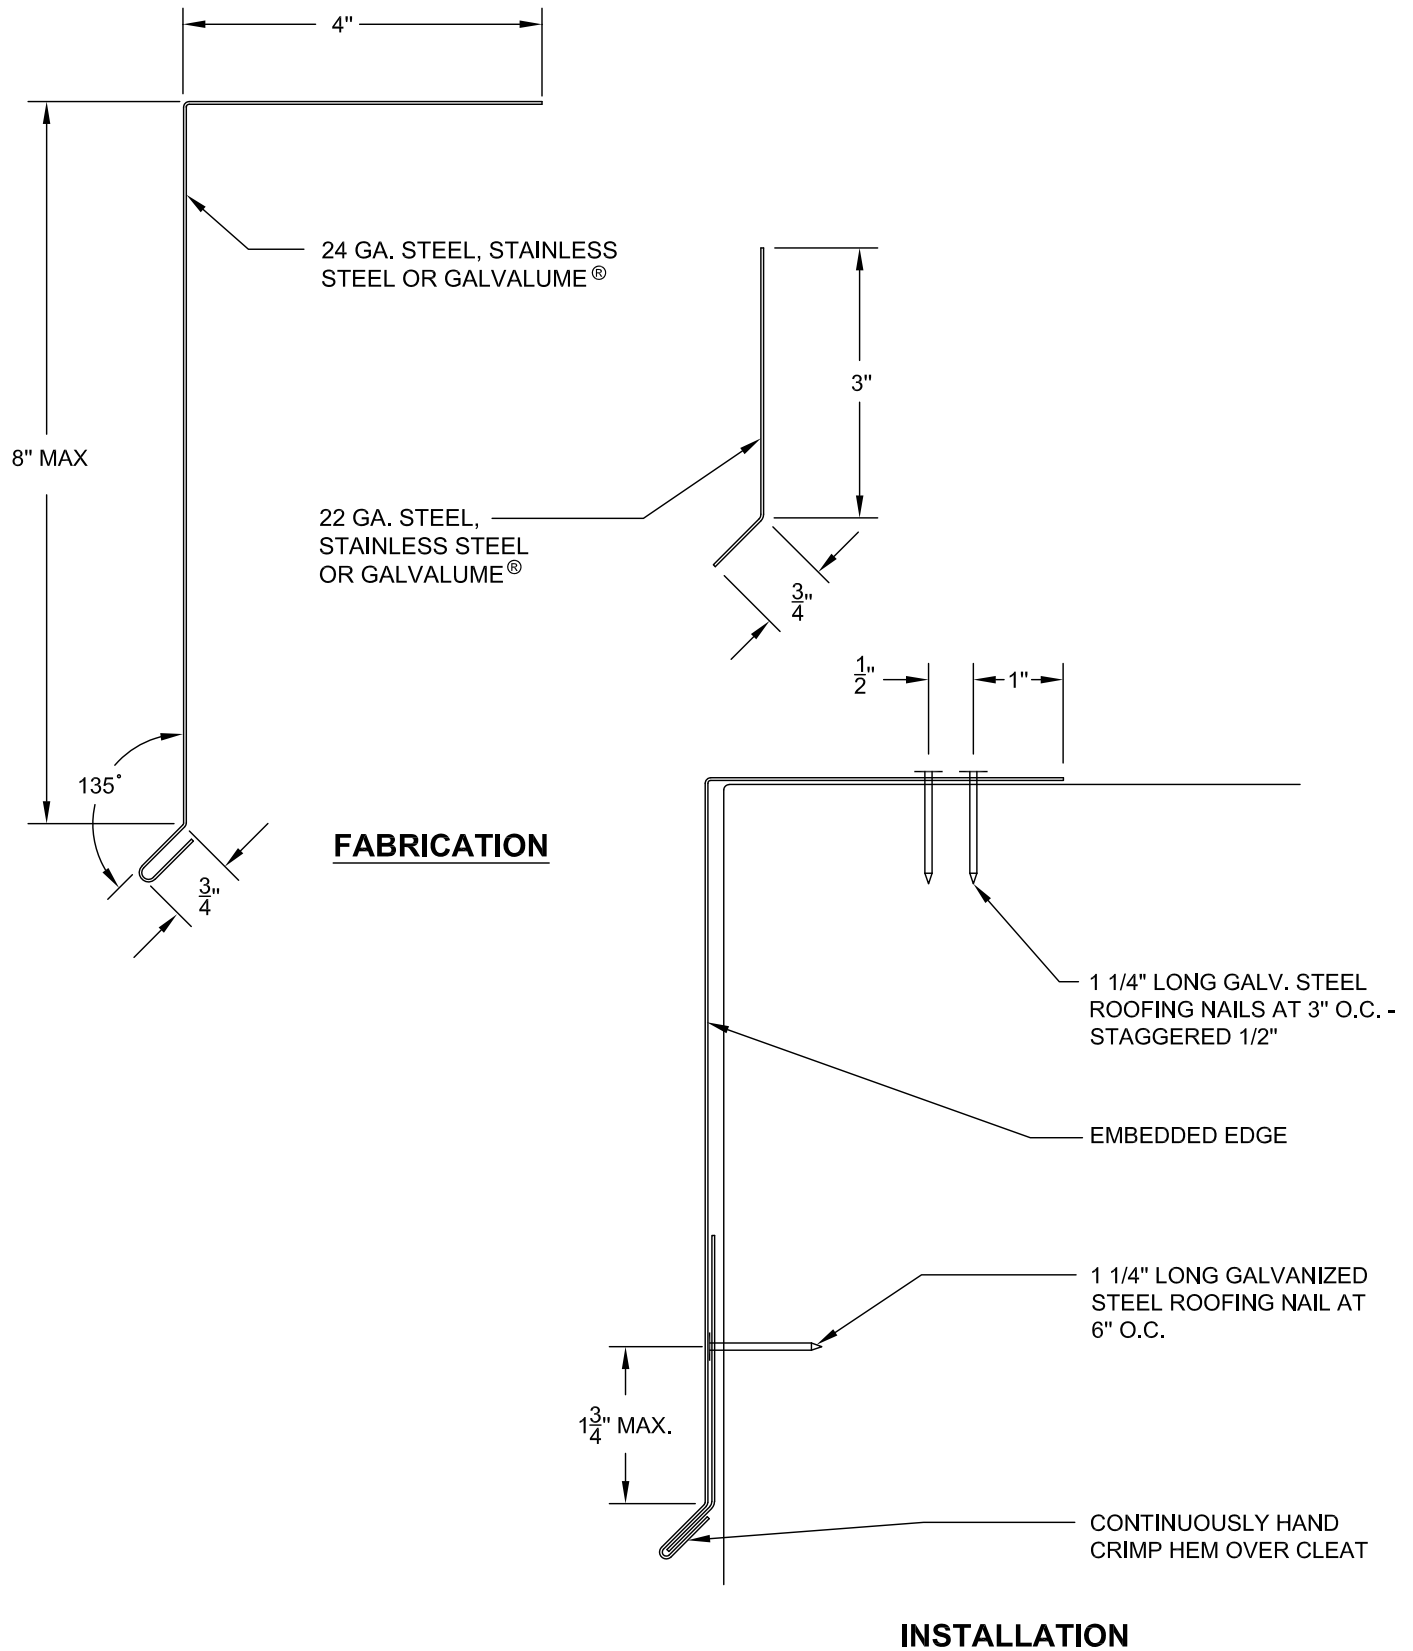 4"
24 GA. STEEL, STAINLESS
STEEL OR GALVALUME®
8" MAX
3"
22 GA. STEEL,
STAINLESS STEEL
OR GALVALUME®
3/4"
1/2"
1"
135°
3/4"
FABRICATION
1 1/4" LONG GALV. STEEL
ROOFING NAILS AT 3" O.C. -
STAGGERED 1/2"
EMBEDDED EDGE
1 1/4" LONG GALVANIZED
STEEL ROOFING NAIL AT
6" O.C.
1 3/4" MAX.
CONTINUOUSLY HAND
CRIMP HEM OVER CLEAT
INSTALLATION